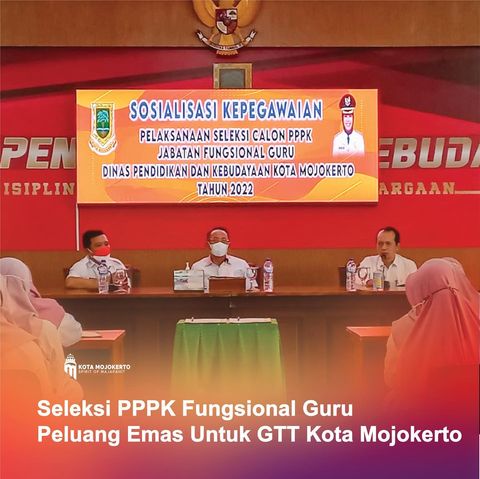 SOSIALISASI KEPEGAWAIAN
PELAKSANAAN SELEKSI CALON PPPK
JABATAN FUNGSIONAL GURU
DINAS PENDIDIKAN DAN KEBUDAYAAN KOTA MOJOKERTO
TAHUN 2022
PEN
EBUDA
ISIPLIN
ARGAAN
KOTA MOJOKERTO
SPIRIT OF MAJAPAHIT
Seleksi PPPK Fungsional Guru
Peluang Emas Untuk GTT Kota Mojokerto